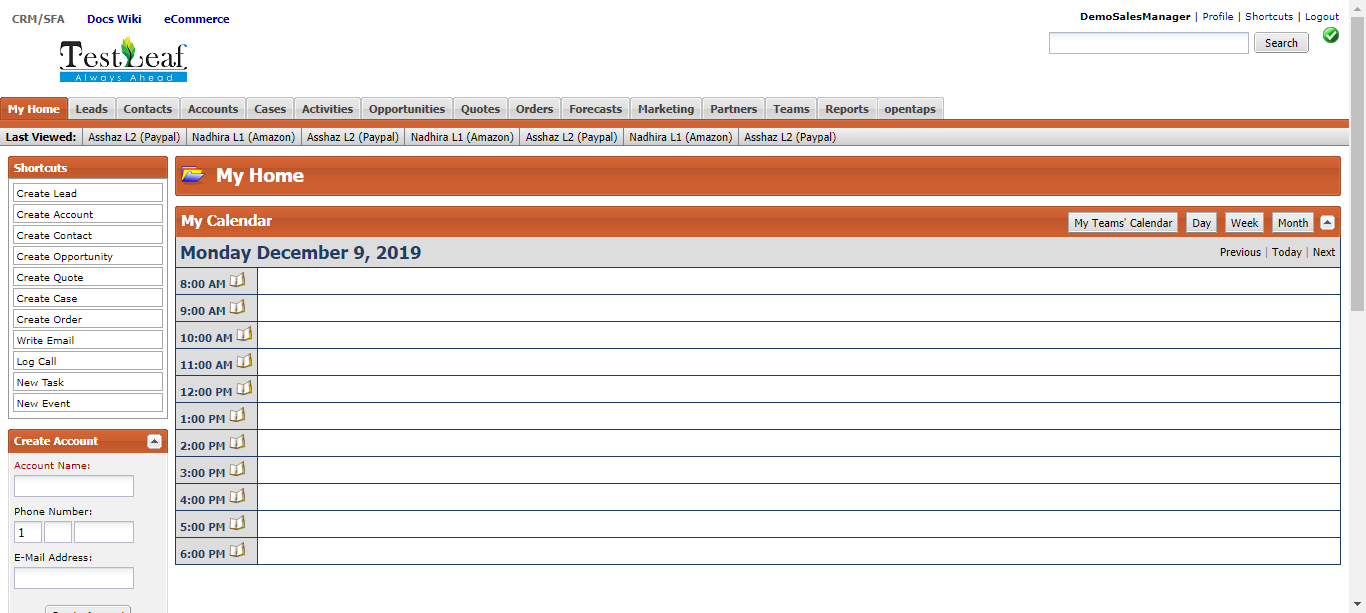 CRM/SFA Docs Wiki eCommerce
DemoSalesManager | Profile | Shortcuts | Logout
Search
TestLeaf
Always Ahead
My Home Leads Contacts Accounts Cases Activities Opportunities Quotes Orders Forecasts Marketing Partners Teams Reports opentaps
Last Viewed: Asshaz L2 (Paypal) Nadhira L1 (Amazon) Asshaz L2 (Paypal) Nadhira L1 (Amazon) Asshaz L2 (Paypal) Nadhira L1 (Amazon) Asshaz L2 (Paypal)
Shortcuts
Create Lead
Create Account
Create Contact
Create Opportunity
Create Quote
Create Case
Create Order
Write Email
Log Call
New Task
New Event
Create Account
Account Name:
Phone Number:
1
E-Mail Address:
My Home
My Calendar My Teams' Calendar Day Week Month
Monday December 9, 2019 Previous | Today | Next
8:00 AM
9:00 AM
10:00 AM
11:00 AM
12:00 PM
1:00 PM
2:00 PM
3:00 PM
4:00 PM
5:00 PM
6:00 PM